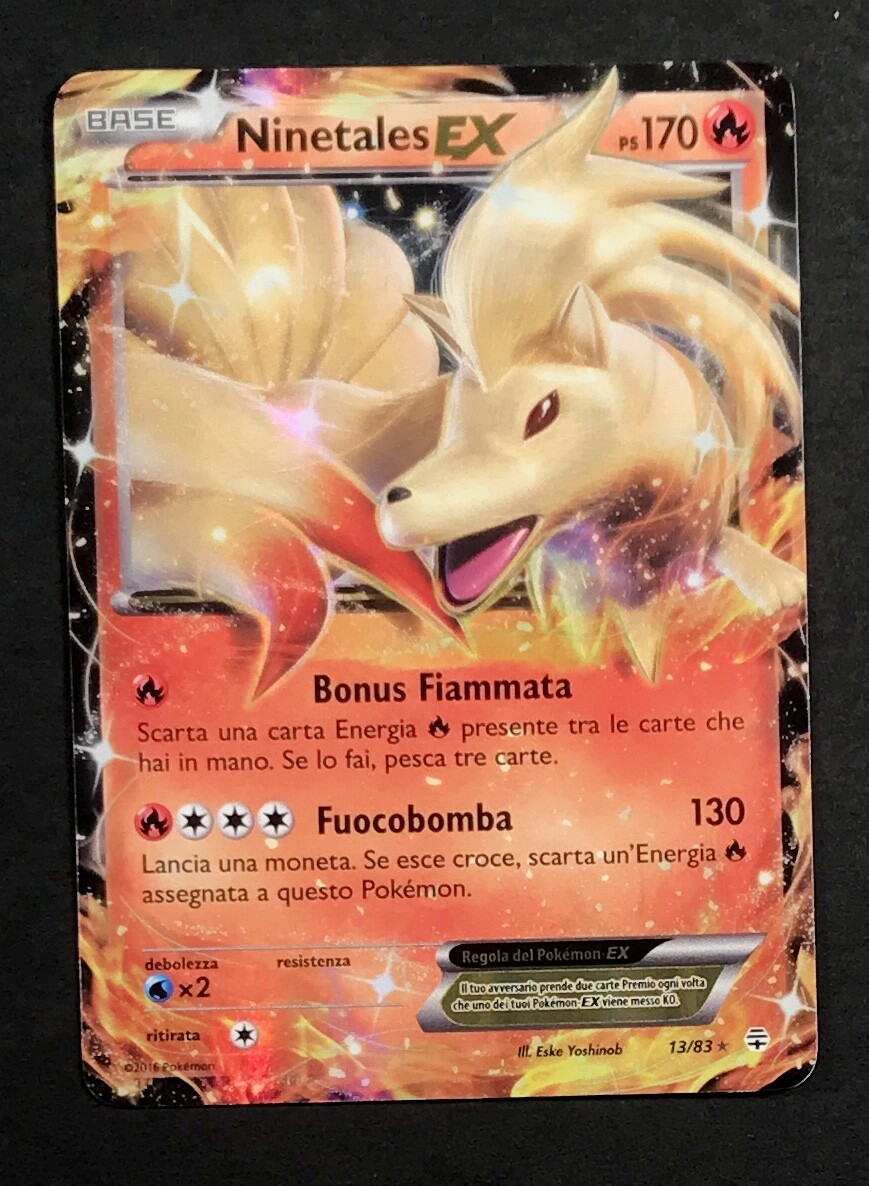 BASE
Ninetales EX
PS 170
Bonus Fiammata
Scarta una carta Energia presente tra le carte che
hai in mano. Se lo fai, pesca tre carte.
Fuocobomba 130
Lancia una moneta. Se esce croce, scarta un'Energia
assegnata a questo Pokémon.
debolezza
resistenza
x2
Regola del Pokémon-EX
Il tuo avversario prende due carte Premio ogni volta
che uno dei tuoi Pokémon-EX viene messo KO.
ritirata
Ill. Eske Yoshinob
13/83
©2016 Pokémon